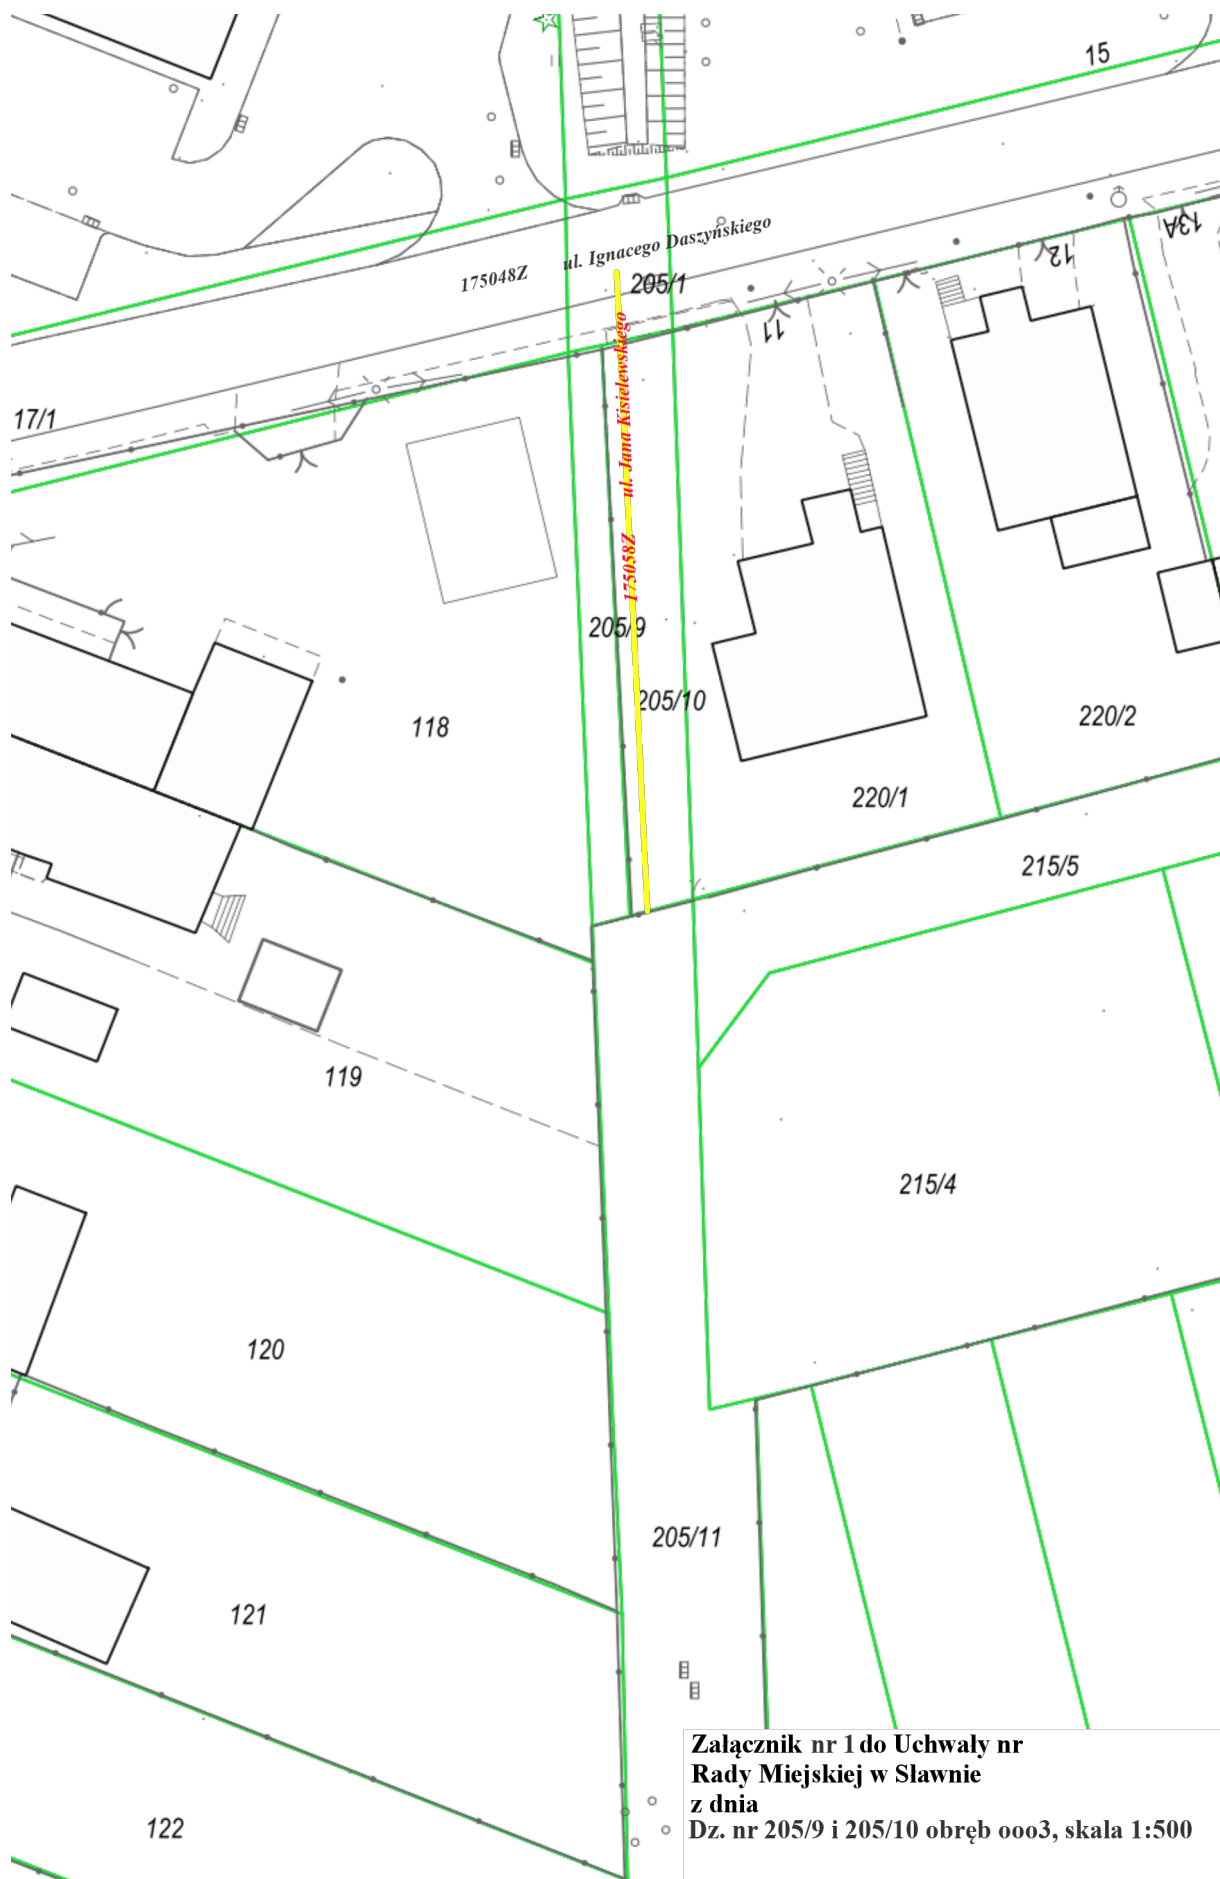 15
13A
12
ul. Ignacego Daszyńskiego
175048Z
205/1
11
17/1
ul. Jana Kisielewskiego
175058Z
205/9
205/10
118
220/2
220/1
215/5
119
215/4
120
205/11
121
122
Załącznik nr 1 do Uchwały nr
Rady Miejskiej w Sławnie
z dnia
Dz. nr 205/9 i 205/10 obręb ooo3, skala 1:500